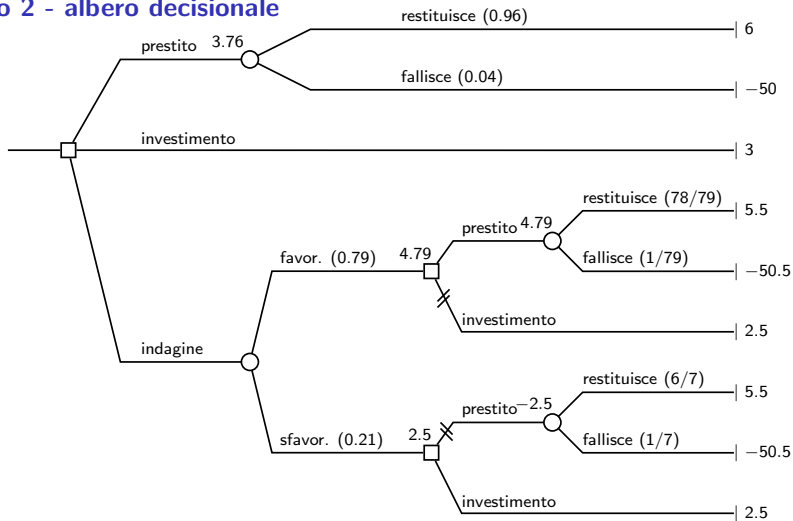 o 2 - albero decisionale
restituisce (0.96)
6
prestito
3.76
fallisce (0.04)
−50
investimento
3
restituisce (78/79)
5.5
prestito
4.79
favor. (0.79)
4.79
fallisce (1/79)
−50.5
investimento
2.5
indagine
restituisce (6/7)
5.5
prestito
−2.5
sfavor. (0.21)
2.5
fallisce (1/7)
−50.5
investimento
2.5